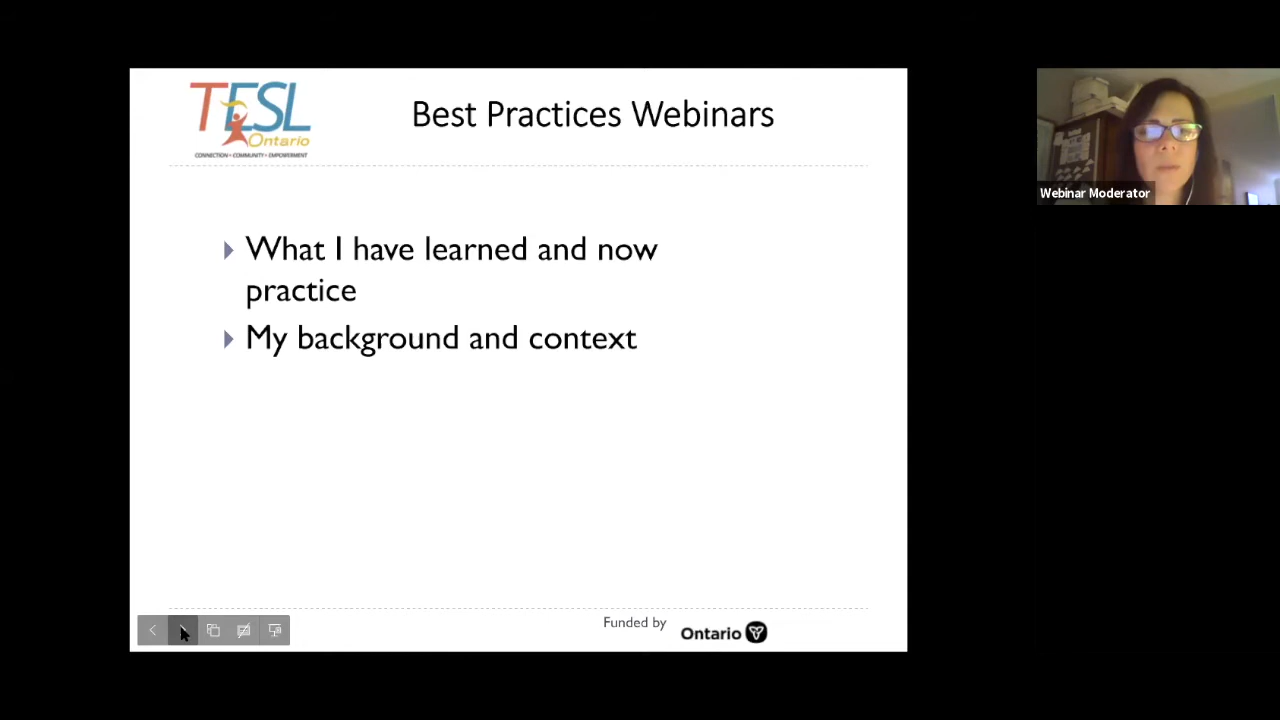 TESL
Ontario
CONNECTION • COMMUNITY • EMPOWERMENT
Best Practices Webinars
What I have learned and now
practice
My background and context
Funded by
Ontario
Webinar Moderator